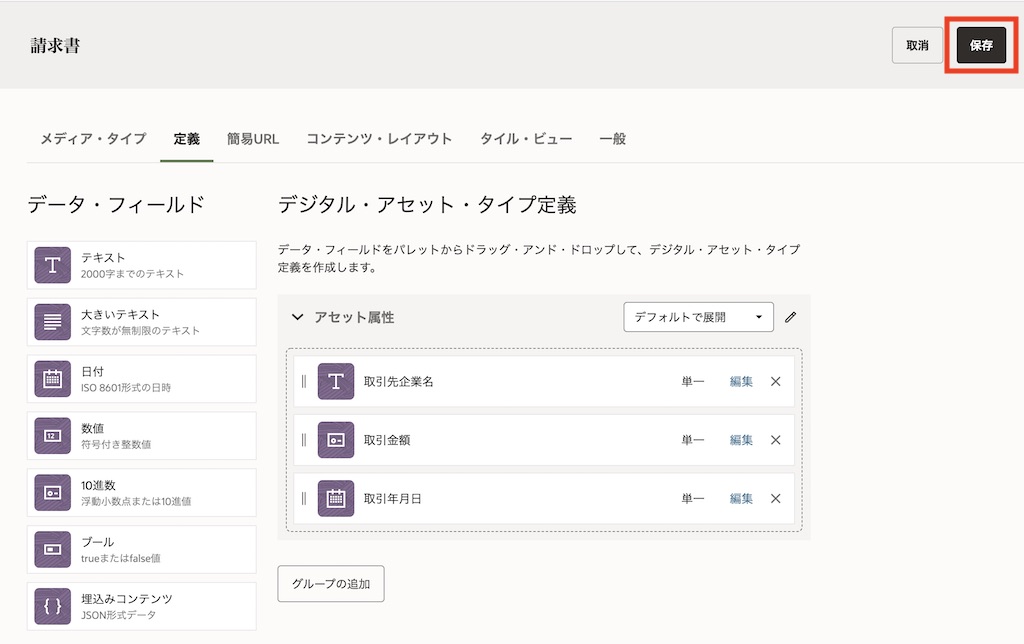 請求書
取消
保存
メディア・タイプ
定義
簡易URL
コンテンツ・レイアウト
タイル・ビュー
一般
データ・フィールド
テキスト
2000字までのテキスト
大きいテキスト
文字数が無制限のテキスト
日付
ISO 8601形式の日時
数値
符号付き整数値
10進数
浮動小数点または10進値
ブール
trueまたはfalse値
埋込みコンテンツ
JSON形式データ
デジタル・アセット・タイプ定義
データ・フィールドをパレットからドラッグ・アンド・ドロップして、デジタル・アセット・タイプ
定義を作成します。
アセット属性
デフォルトで展開
取引先企業名
単一
編集
取引金額
単一
編集
取引年月日
単一
編集
グループの追加